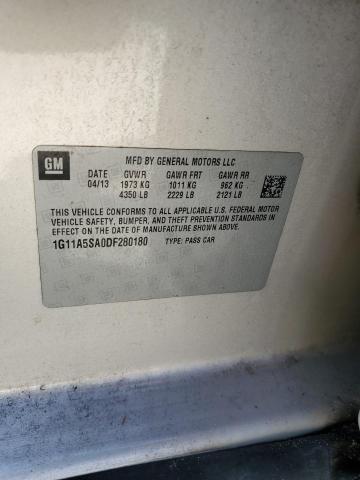 GM
MFD BY GENERAL MOTORS LLC
DATE GVWR GAWR FRT GAWR RR
04/13 1973 KG 1011 KG 962 KG
4350 LB 2229 LB 2121 LB
THIS VEHICLE CONFORMS TO ALL APPLICABLE U.S. FEDERAL MOTOR
VEHICLE SAFETY, BUMPER, AND THEFT PREVENTION STANDARDS IN
EFFECT ON THE DATE OF MANUFACTURE SHOWN ABOVE.
1G11A5SA0DF280180 TYPE: PASS CAR